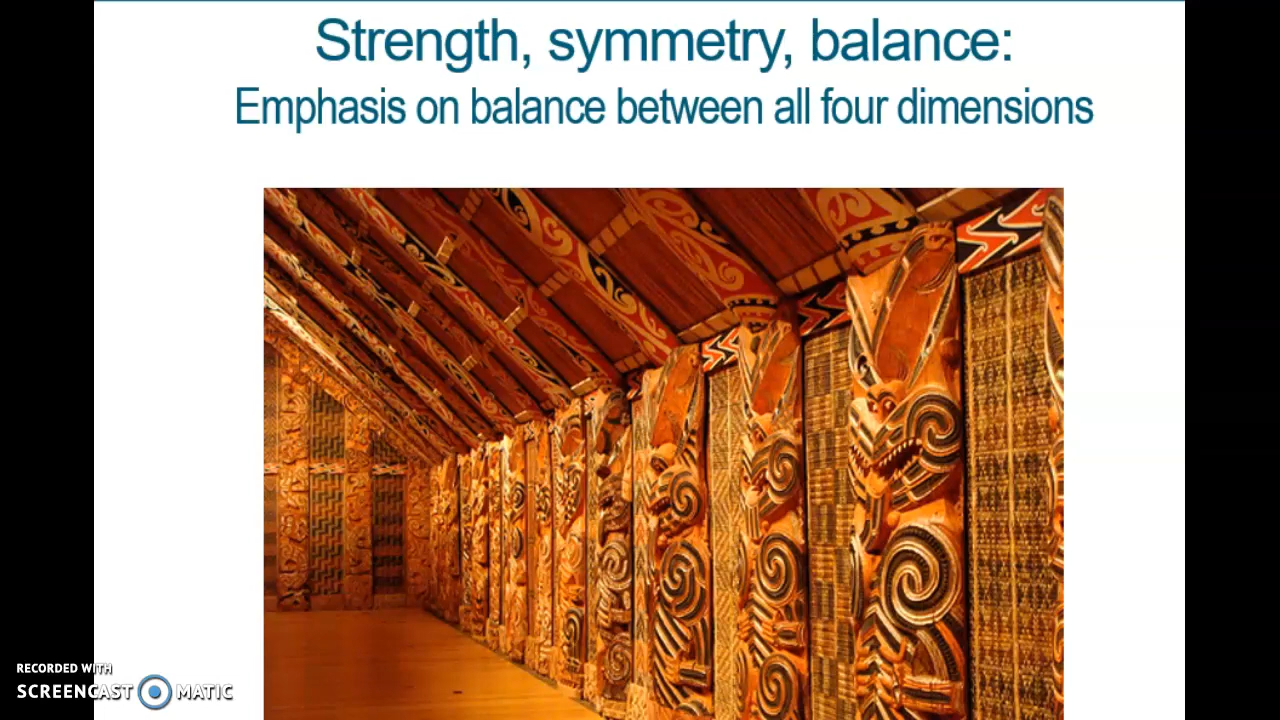 Strength, symmetry, balance:
Emphasis on balance between all four dimensions
RECORDED WITH
SCREENCAST MATIC